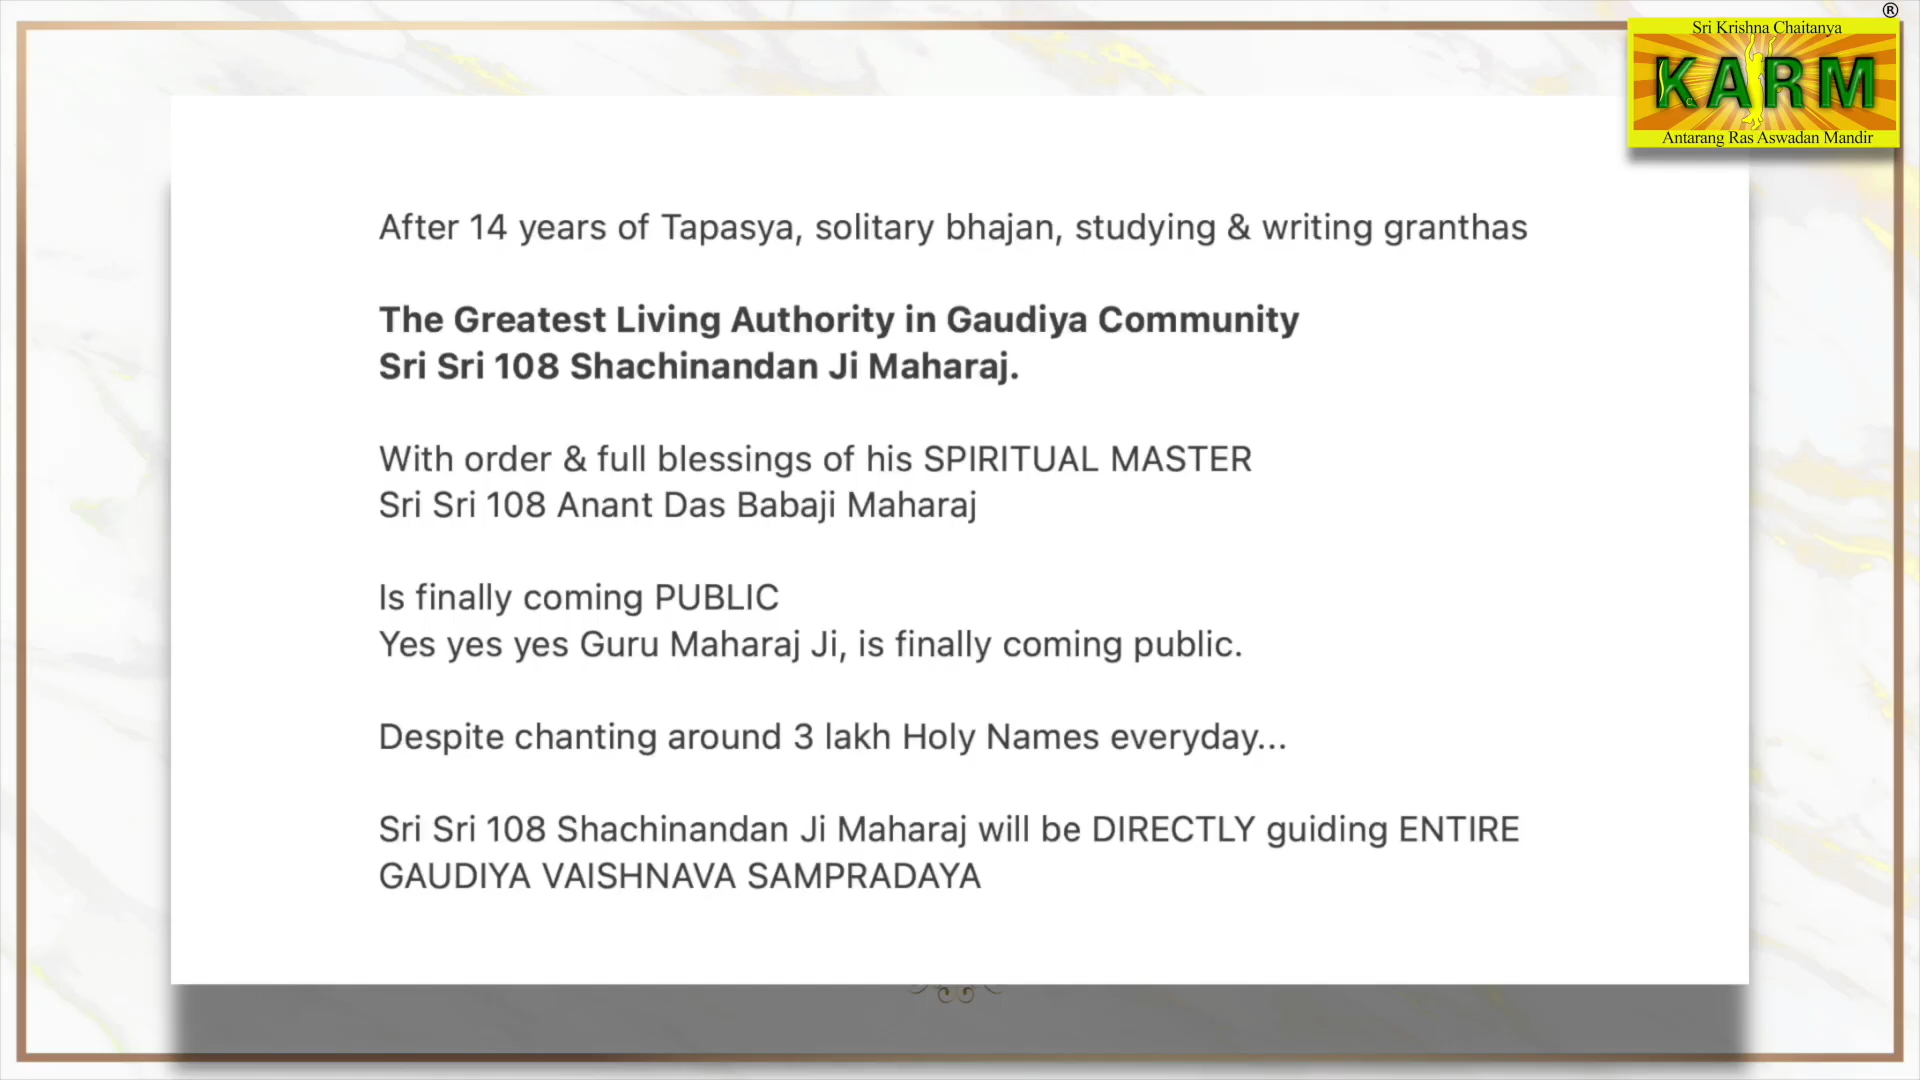 ®
Sri Krishna Chaitanya
KARM
Antarang Ras Aswadan Mandir
After 14 years of Tapasya, solitary bhajan, studying & writing granthas
The Greatest Living Authority in Gaudiya Community
Sri Sri 108 Shachinandan Ji Maharaj.
With order & full blessings of his SPIRITUAL MASTER
Sri Sri 108 Anant Das Babaji Maharaj
Is finally coming PUBLIC
Yes yes yes Guru Maharaj Ji, is finally coming public.
Despite chanting around 3 lakh Holy Names everyday...
Sri Sri 108 Shachinandan Ji Maharaj will be DIRECTLY guiding ENTIRE
GAUDIYA VAISHNAVA SAMPRADAYA